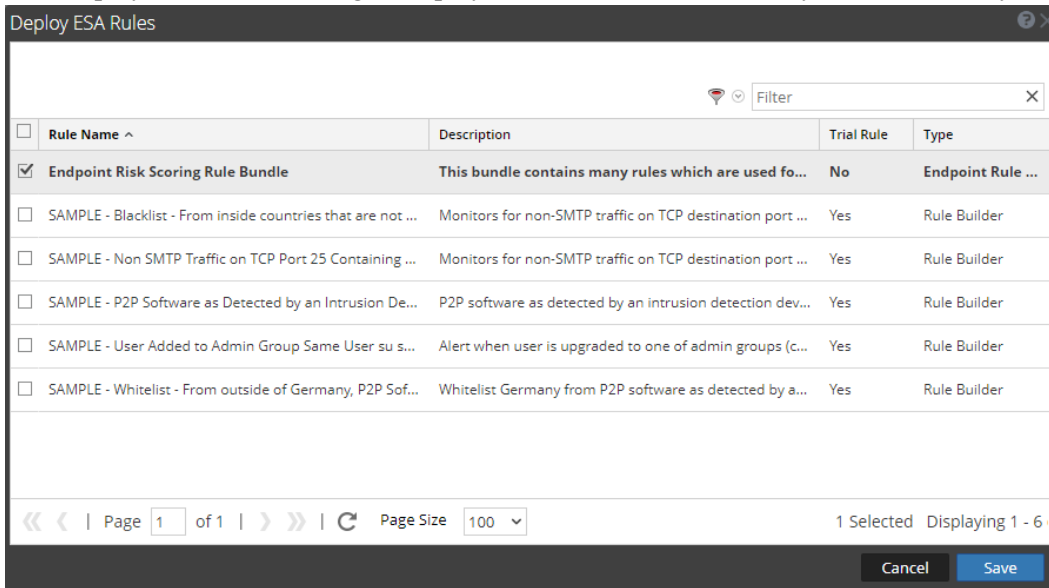 Deploy ESA Rules
Filter
Rule Name Description Trial Rule Type
Endpoint Risk Scoring Rule Bundle This bundle contains many rules which are used fo... No Endpoint Rule ...
SAMPLE - Blacklist - From inside countries that are not ... Monitors for non-SMTP traffic on TCP destination port ... Yes Rule Builder
SAMPLE - Non SMTP Traffic on TCP Port 25 Containing ... Monitors for non-SMTP traffic on TCP destination port ... Yes Rule Builder
SAMPLE - P2P Software as Detected by an Intrusion De... P2P software as detected by an intrusion detection dev... Yes Rule Builder
SAMPLE - User Added to Admin Group Same User su s... Alert when user is upgraded to one of admin groups (c... Yes Rule Builder
SAMPLE - Whitelist - From outside of Germany, P2P Sof... Whitelist Germany from P2P software as detected by a... Yes Rule Builder
| Page 1 of 1 | | Page Size 100 1 Selected Displaying 1 - 6
Cancel Save